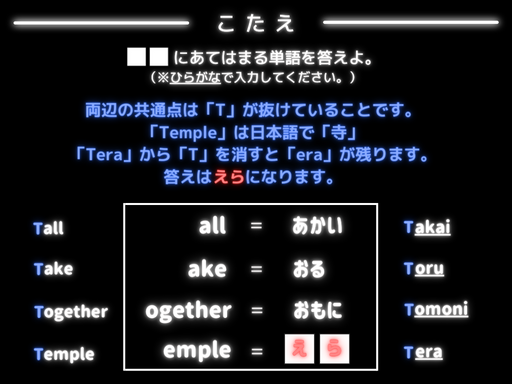 こたえ
□□にあてはまる単語を答えよ。
(※ひらがなで入力してください。)
両辺の共通点は「T」が抜けていることです。
「Temple」は日本語で「寺」
「Tera」から「T」を消すと「era」が残ります。
答えはえらになります。
Tall all = あかい Takai
Take ake = おる Toru
Together ogether = おもに Tomoni
Temple emple = えら Tera